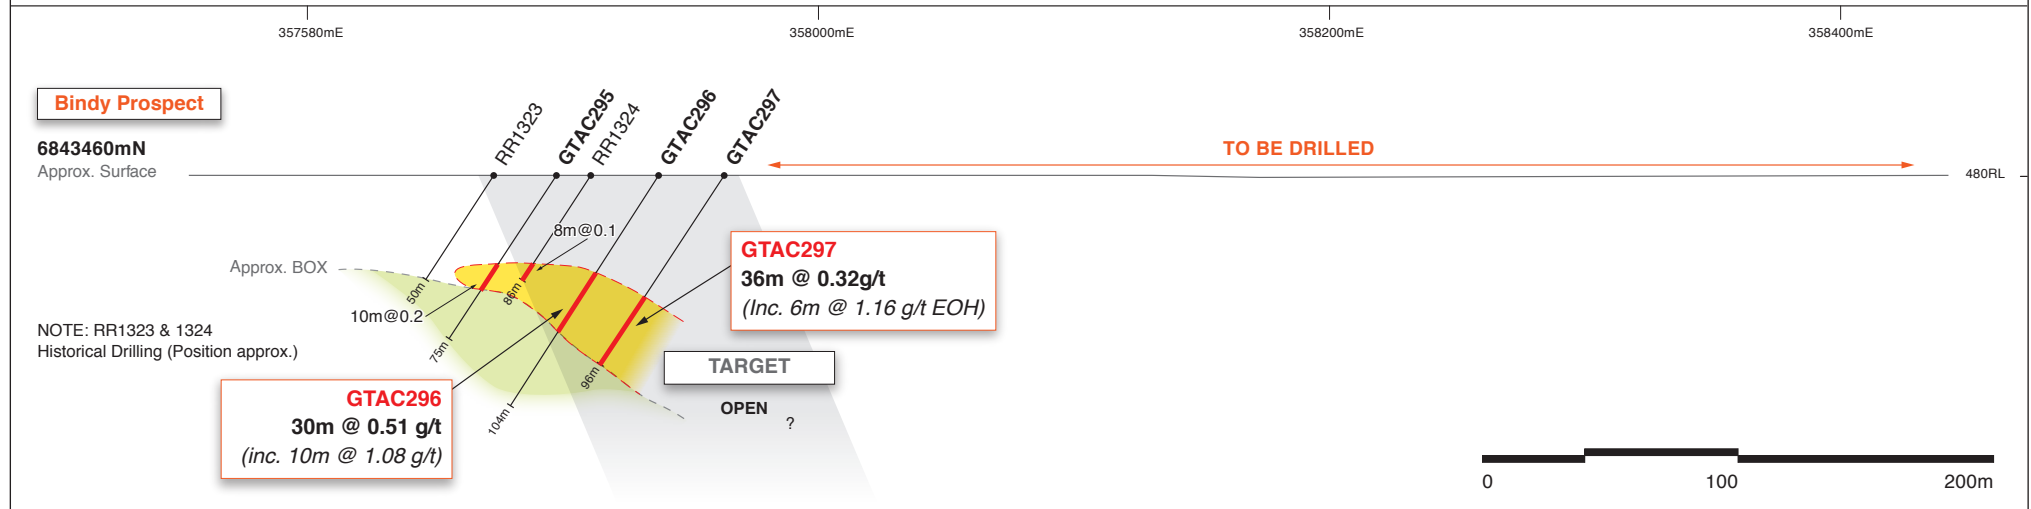 357580mE
358000mE
358200mE
358400mE
Bindy Prospect
6843460mN
Approx. Surface
RR1323
GTAC295
RR1324
GTAC296
GTAC297
TO BE DRILLED
480RL
8m@0.1
Approx. BOX
GTAC297
36m @ 0.32g/t
(Inc. 6m @ 1.16 g/t EOH)
50m
86m
10m@0.2
NOTE: RR1323 & 1324
Historical Drilling (Position approx.)
75m
96m
TARGET
GTAC296
30m @ 0.51 g/t
(inc. 10m @ 1.08 g/t)
104m
OPEN
?
0
100
200m